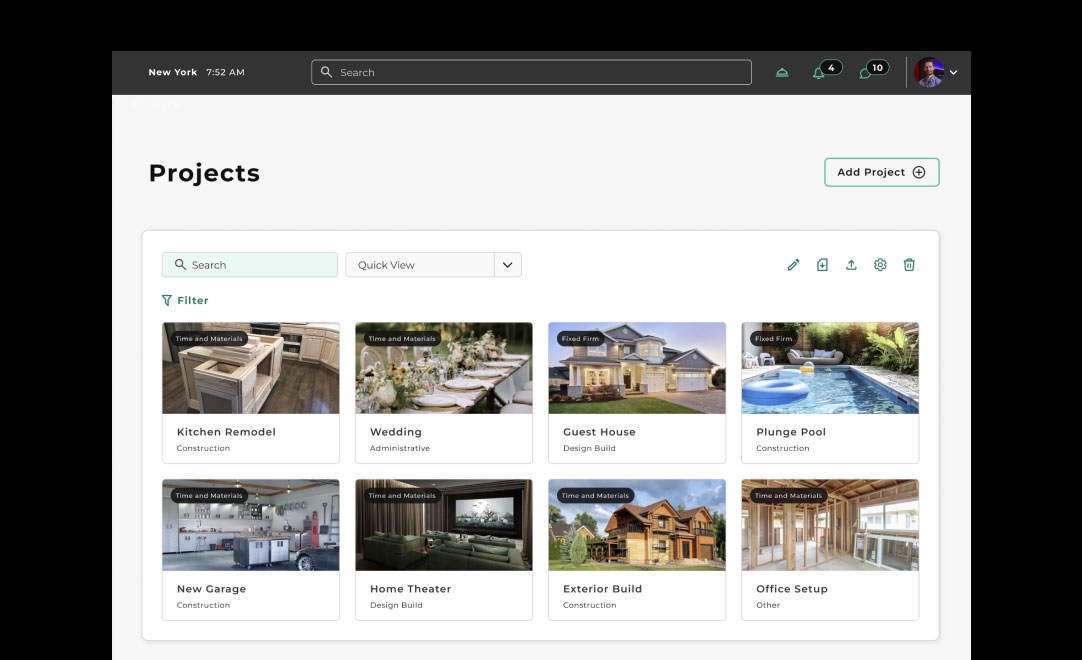 New York 7:52 AM
Search
4
10
Projects
Add Project
Search
Quick View
Filter
Time and Materials
Time and Materials
Fixed Firm
Fixed Firm
Kitchen Remodel
Wedding
Guest House
Plunge Pool
Construction
Administrative
Design Build
Construction
Time and Materials
Time and Materials
Time and Materials
Time and Materials
New Garage
Home Theater
Exterior Build
Office Setup
Construction
Design Build
Construction
Other